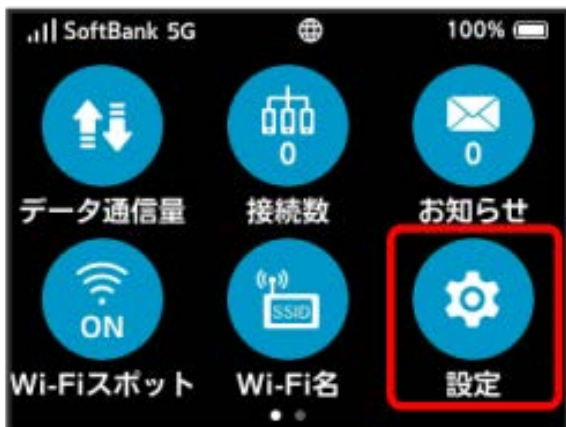 SoftBank 5G 100%
0 0
データ通信量 接続数 お知らせ
ON SSID
Wi-Fiスポット Wi-Fi名 設定